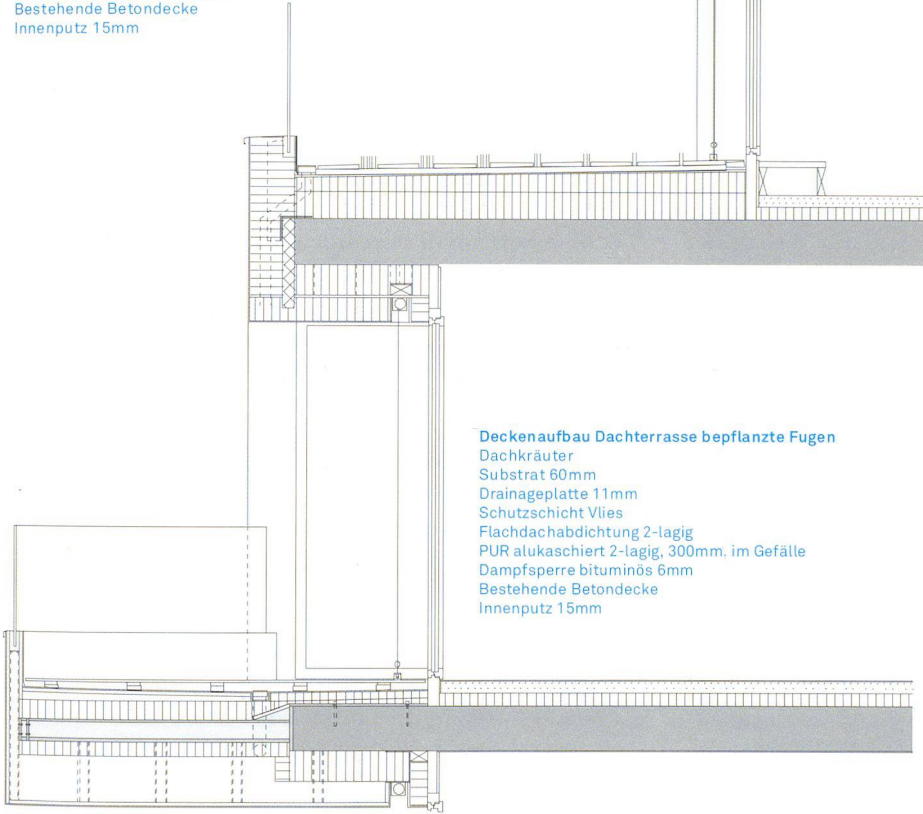 Bestehende Betondecke
Innenputz 15mm
Deckenaufbau Dachterrasse bepflanzte Fugen
Dachkräuter
Substrat 60mm
Drainageplatte 11mm
Schutzschicht Vlies
Flachdachabdichtung 2-lagig
PUR alukaschiert 2-lagig, 300mm. im Gefälle
Dampfsperre bituminös 6mm
Bestehende Betondecke
Innenputz 15mm